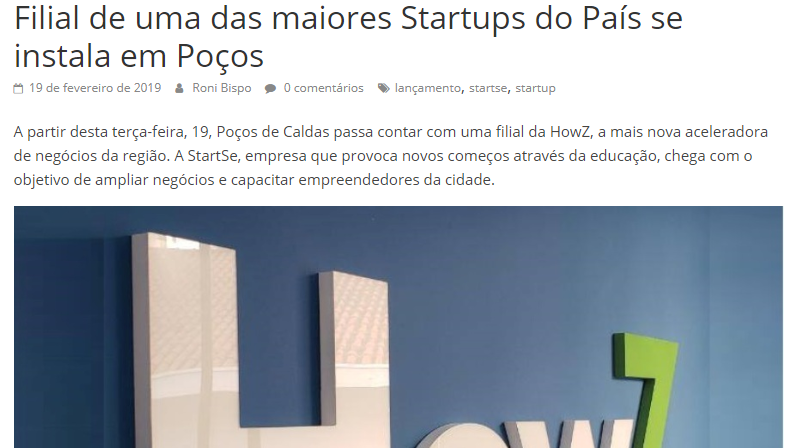 Filial de uma das maiores Startups do País se
instala em Poços
19 de fevereiro de 2019 Roni Bispo 0 comentários lançamento, startse, startup
A partir desta terça-feira, 19, Poços de Caldas passa contar com uma filial da HowZ, a mais nova aceleradora
de negócios da região. A StartSe, empresa que provoca novos começos através da educação, chega com o
objetivo de ampliar negócios e capacitar empreendedores da cidade.
HowZ